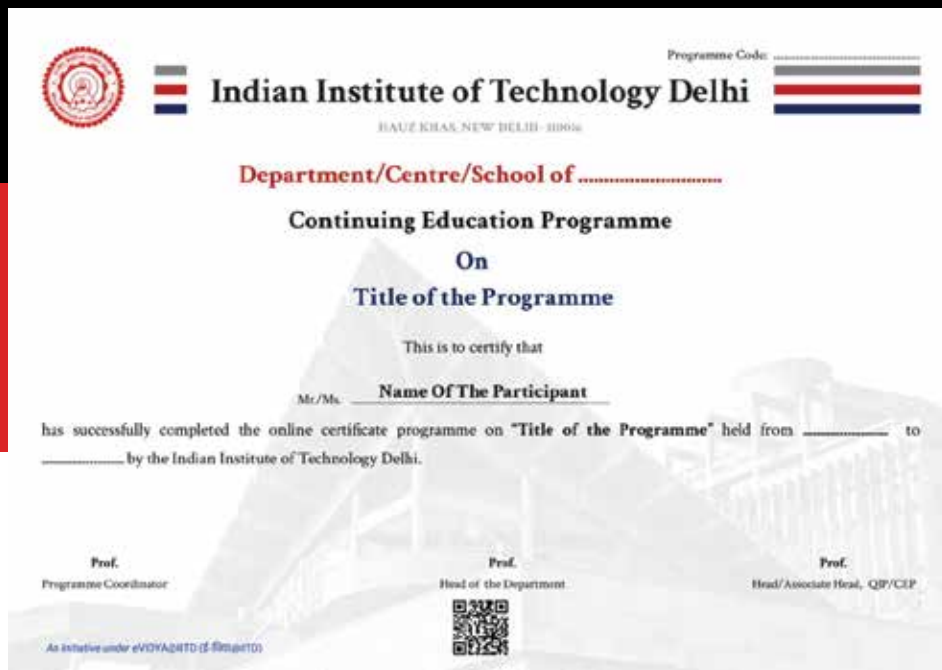 Programme Code: ........................................
Indian Institute of Technology Delhi
HAUZ KHAS, NEW DELHI- 110016
Department/Centre/School of ............................
Continuing Education Programme
On
Title of the Programme
This is to certify that
Mr/Ms. Name Of The Participant
has successfully completed the online certificate programme on "Title of the Programme" held from .................... to
.................... by the Indian Institute of Technology Delhi.
Prof. Prof. Prof.
Programme Coordinator Head of the Department Head/Associate Head, QIP/CEP
An initiative under eVIDYA@IITD